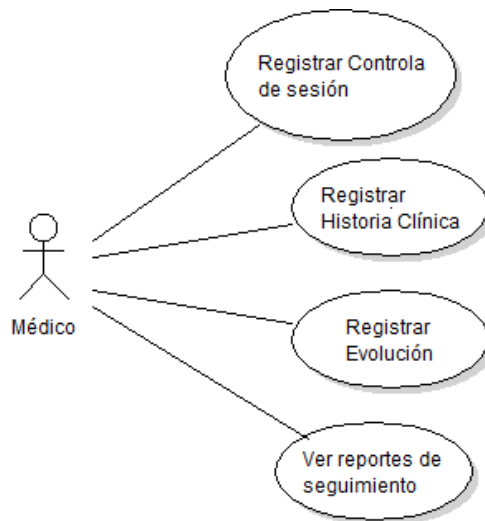 Registrar Controla
de sesión
Registrar
Historia Clínica
Médico
Registrar
Evolución
Ver reportes de
seguimiento